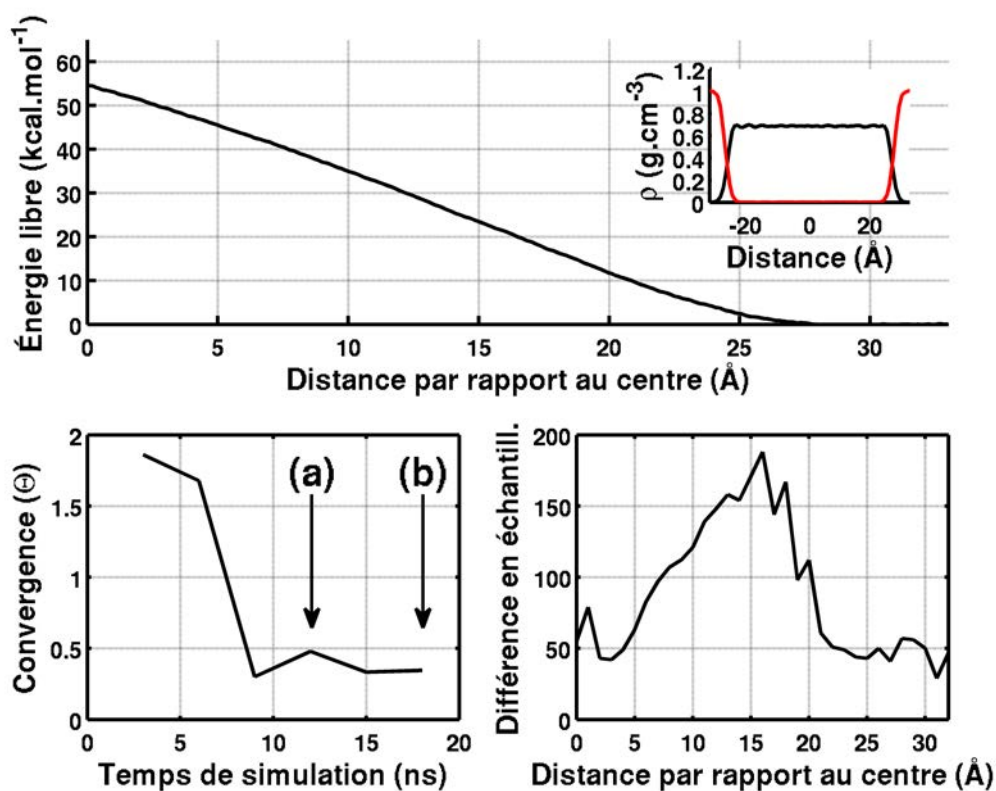 Énergie libre (kcal.mol⁻¹)
60
50
40
30
20
10
0
0 5 10 15 20 25 30
Distance par rapport au centre (Å)
ρ (g.cm⁻³)
1.2
1
0.8
0.6
0.4
0.2
0
-20 0 20
Distance (Å)
Convergence (Θ)
2
1.5
1
0.5
0
(a) (b)
0 5 10 15 20
Temps de simulation (ns)
Différence en échantill.
200
150
100
50
0
0 5 10 15 20 25 30
Distance par rapport au centre (Å)